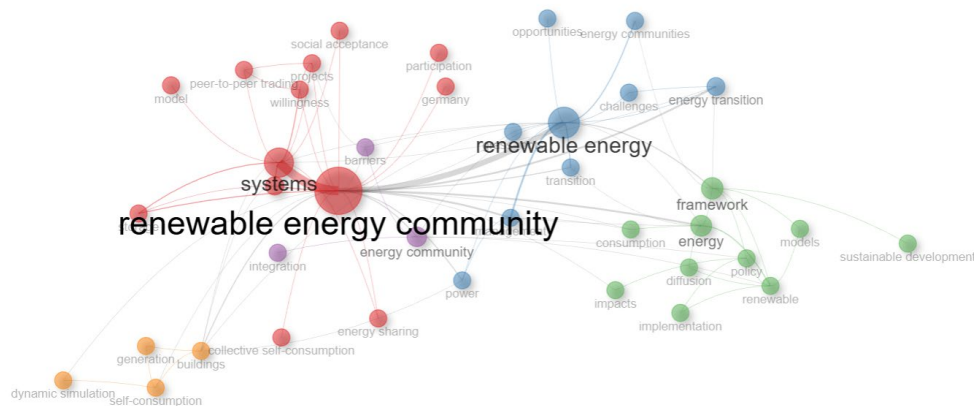 opportunities
energy communities
social acceptance
projects
participation
peer-to-peer trading
model
willingness
germany
challenges
energy transition
barriers
renewable energy
transition
systems
framework
renewable energy community
energy community
consumption
energy
models
sustainable development
integration
policy
diffusion
renewable
power
impacts
implementation
energy sharing
collective self-consumption
generation
buildings
dynamic simulation
self-consumption